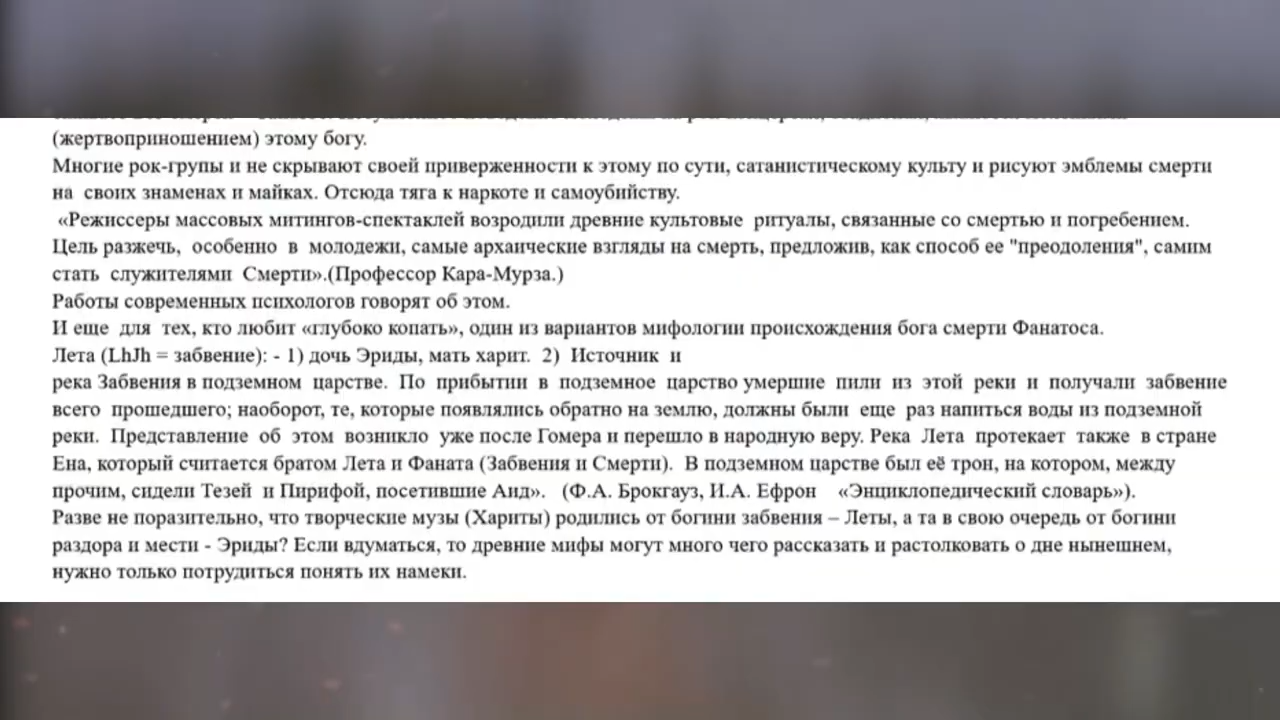 (жертвоприношением) этому богу.
Многие рок-групы и не скрывают своей приверженности к этому по сути, сатанистическому культу и рисуют эмблемы смерти
на своих знаменах и майках. Отсюда тяга к наркоте и самоубийству.
«Режиссеры массовых митингов-спектаклей возродили древние культовые ритуалы, связанные со смертью и погребением.
Цель разжечь, особенно в молодежи, самые архаические взгляды на смерть, предложив, как способ ее "преодоления", самим
стать служителями Смерти».(Профессор Кара-Мурза.)
Работы современных психологов говорят об этом.
И еще для тех, кто любит «глубоко копать», один из вариантов мифологии происхождения бога смерти Фанатоса.
Лета (LhJh = забвение): - 1) дочь Эриды, мать харит. 2) Источник и
река Забвения в подземном царстве. По прибытии в подземное царство умершие пили из этой реки и получали забвение
всего прошедшего; наоборот, те, которые появлялись обратно на землю, должны были еще раз напиться воды из подземной
реки. Представление об этом возникло уже после Гомера и перешло в народную веру. Река Лета протекает также в стране
Ена, который считается братом Лета и Фаната (Забвения и Смерти). В подземном царстве был её трон, на котором, между
прочим, сидели Тезей и Пирифой, посетившие Аид». (Ф.А. Брокгауз, И.А. Ефрон «Энциклопедический словарь»).
Разве не поразительно, что творческие музы (Хариты) родились от богини забвения – Леты, а та в свою очередь от богини
раздора и мести - Эриды? Если вдуматься, то древние мифы могут много чего рассказать и растолковать о дне нынешнем,
нужно только потрудиться понять их намеки.